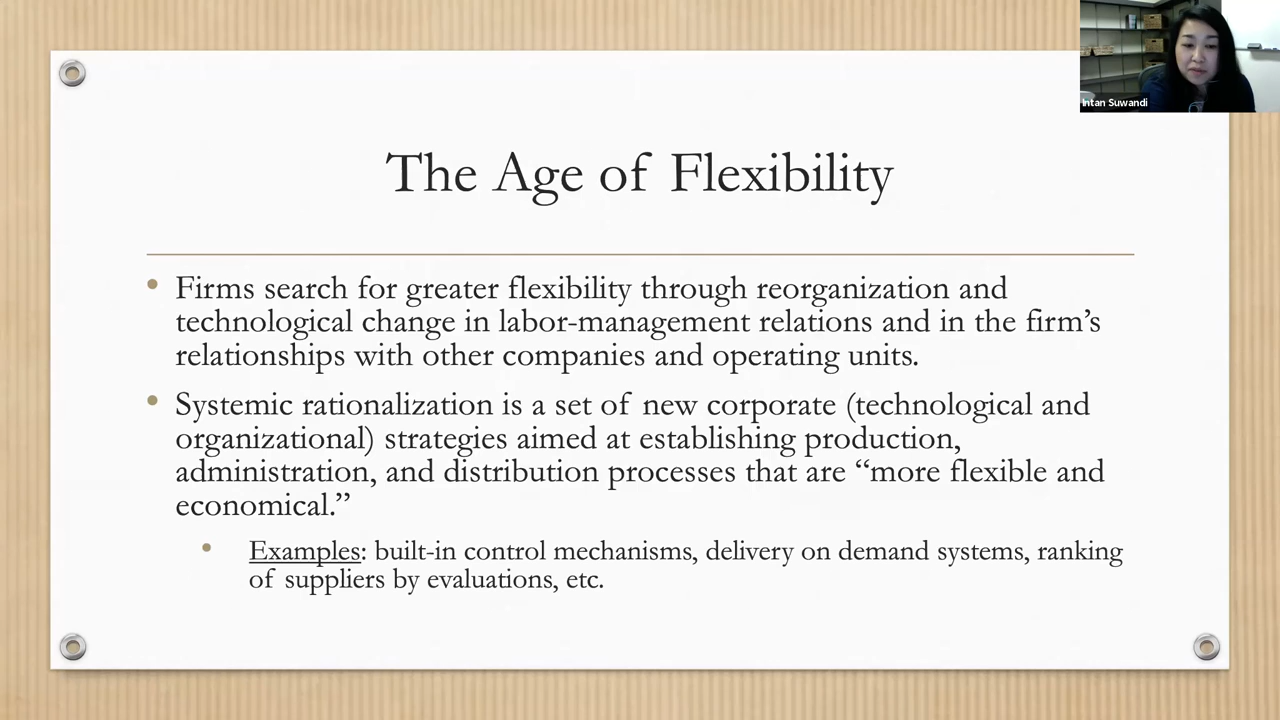 Intan Suwandi
The Age of Flexibility
• Firms search for greater flexibility through reorganization and
technological change in labor-management relations and in the firm’s
relationships with other companies and operating units.
• Systemic rationalization is a set of new corporate (technological and
organizational) strategies aimed at establishing production,
administration, and distribution processes that are “more flexible and
economical.”
• Examples: built-in control mechanisms, delivery on demand systems, ranking
of suppliers by evaluations, etc.